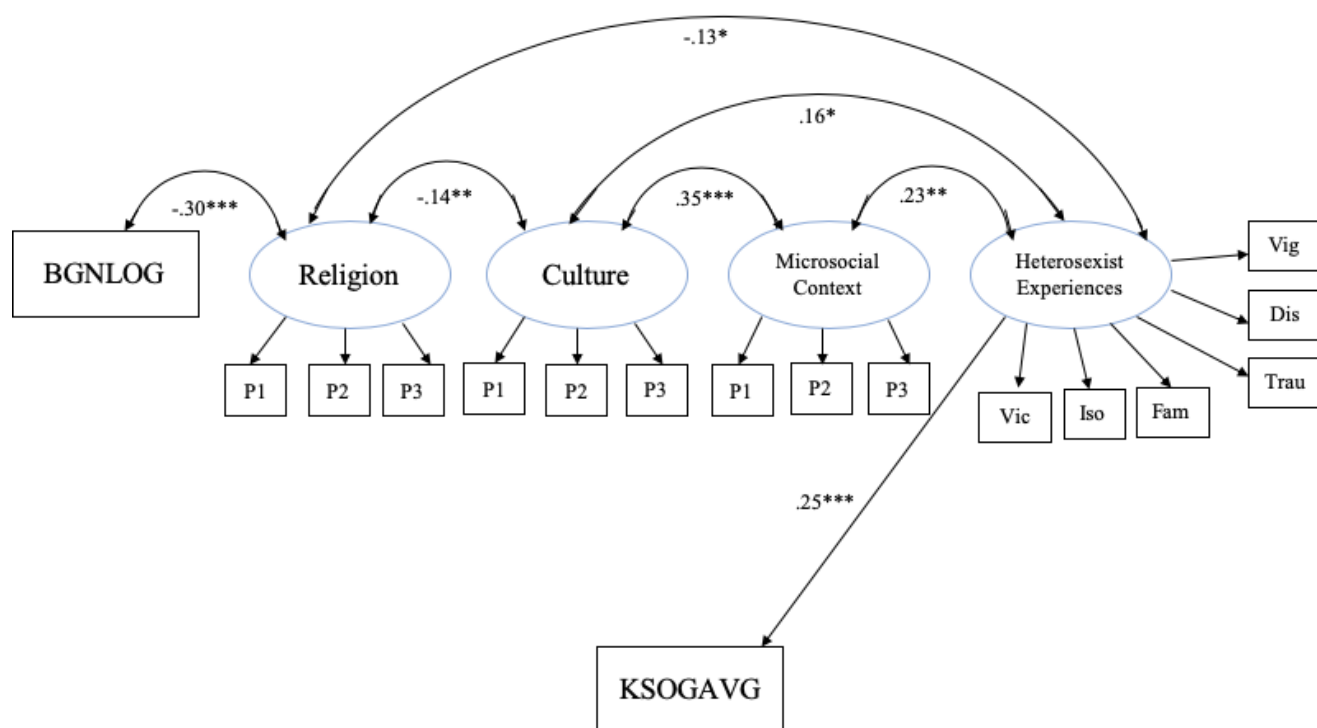 -.13*
.16*
-.30***
-.14**
.35***
.23**
BGNLOG
Religion
Culture
Microsocial
Context
Heterosexist
Experiences
Vig
Dis
Trau
P1
P2
P3
P1
P2
P3
P1
P2
P3
Vic
Iso
Fam
.25***
KSOGAVG